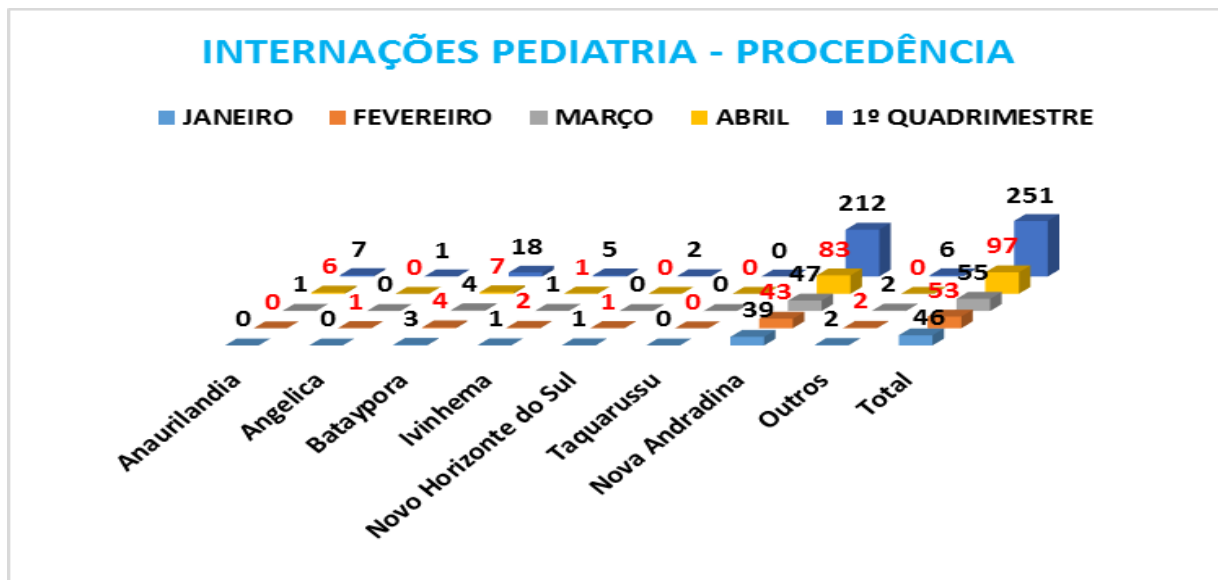 INTERNAÇÕES PEDIATRIA - PROCEDÊNCIA
JANEIRO FEVEREIRO MARÇO ABRIL 1º QUADRIMESTRE
7 1 18 5 2 0 212 6 251
6 0 7 1 0 0 83 0 97
1 0 4 1 0 0 47 2 55
0 1 4 2 1 0 43 2 53
0 0 3 1 1 0 39 2 46
Anaurilandia
Angelica
Bataypora
Ivinhema
Novo Horizonte do Sul
Taquarussu
Nova Andradina
Outros
Total